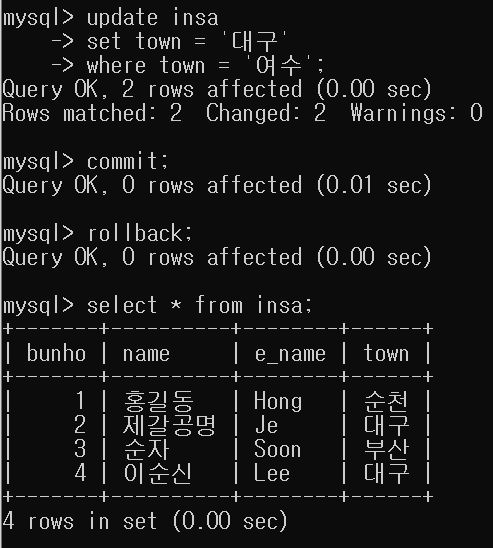 mysql> update insa
    -> set town = '대구'
    -> where town = '여수';
Query OK, 2 rows affected (0.00 sec)
Rows matched: 2  Changed: 2  Warnings: 0

mysql> commit;
Query OK, 0 rows affected (0.01 sec)

mysql> rollback;
Query OK, 0 rows affected (0.00 sec)

mysql> select * from insa;
+-------+----------+--------+------+
| bunho | name     | e_name | town |
+-------+----------+--------+------+
|     1 | 홍길동   | Hong   | 순천 |
|     2 | 제갈공명 | Je     | 대구 |
|     3 | 순자     | Soon   | 부산 |
|     4 | 이순신   | Lee    | 대구 |
+-------+----------+--------+------+
4 rows in set (0.00 sec)